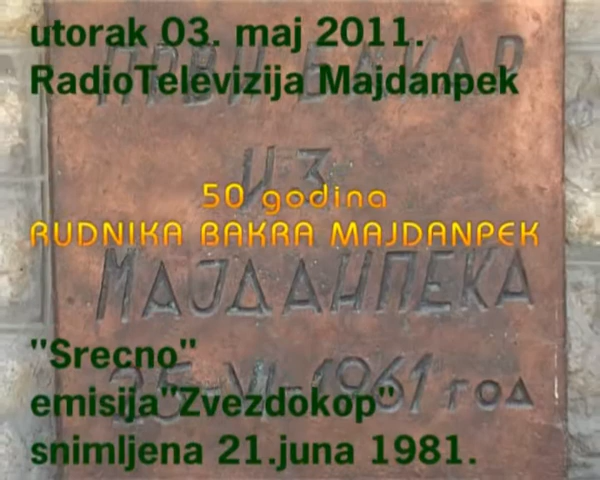 utorak 03. maj 2011.
ПРВИ БАКАР
RadioTelevizija Majdanpek
ИЗ
50 godina
RUDNIKA BAKRA MAJDANPEK
МАЈДАНПЕКА
"Srecno"
25-VI-1961 ГОД
emisija"Zvezdokop"
snimljena 21.juna 1981.